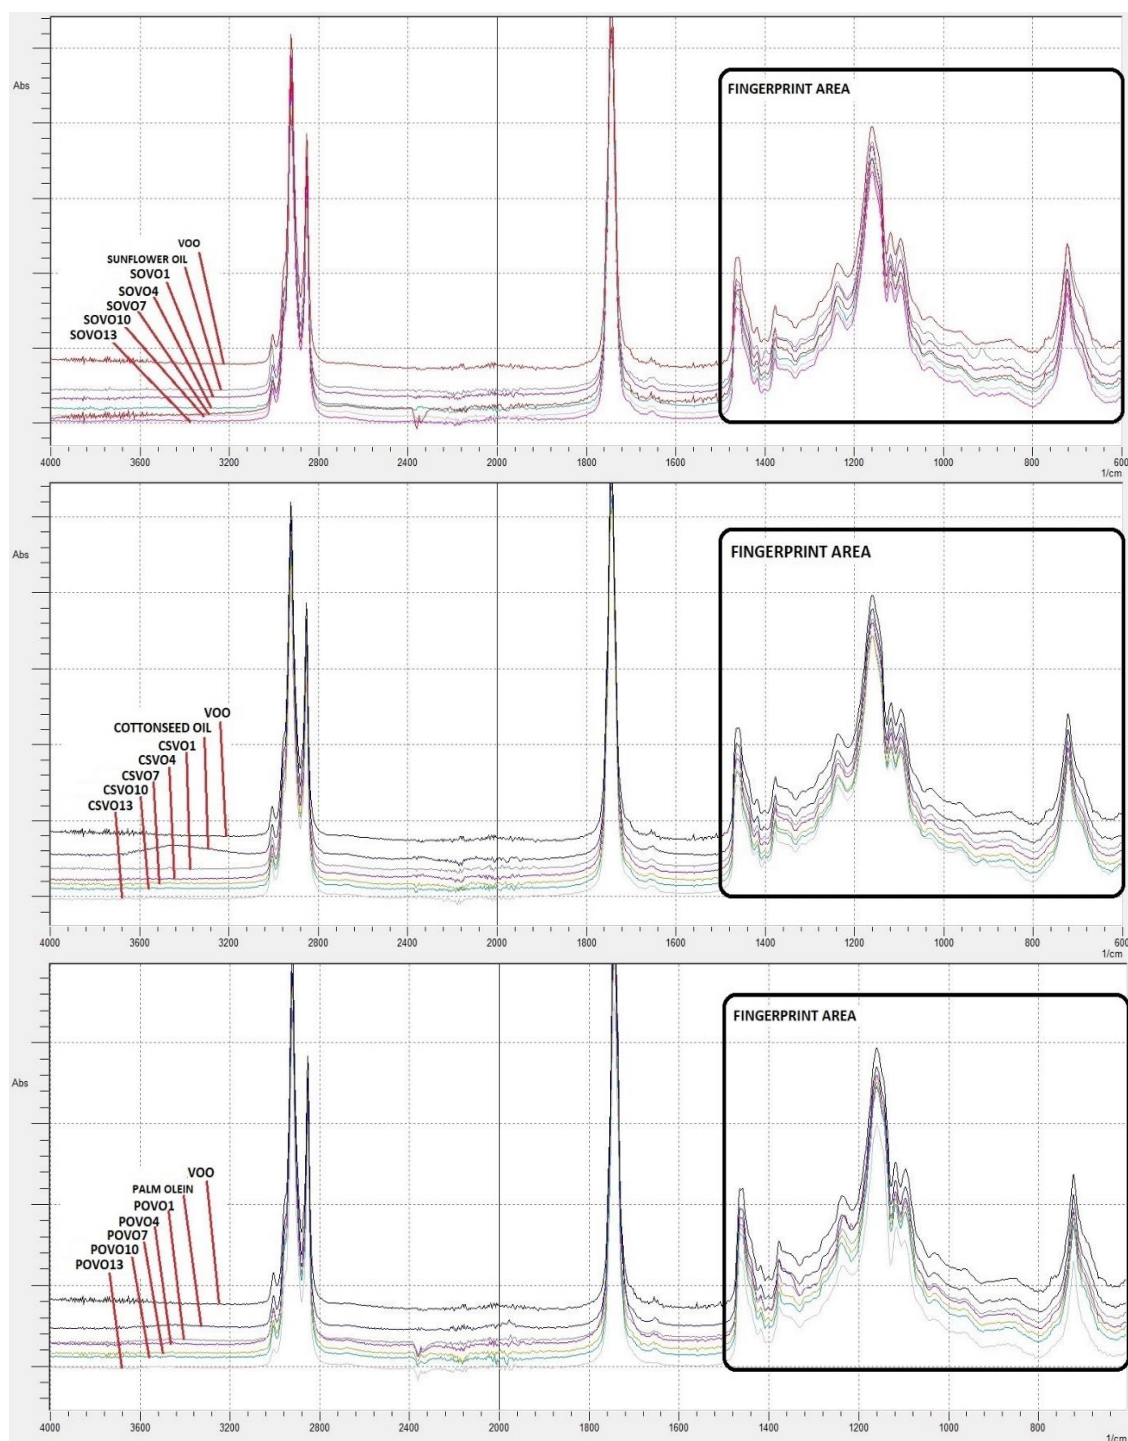 Abs
FINGERPRINT AREA
VOO
SUNFLOWER OIL
SOVO1
SOVO4
SOVO7
SOVO10
SOVO13
4000 3600 3200 2800 2400 2000 1800 1600 1400 1200 1000 800 600
1/cm
Abs
FINGERPRINT AREA
VOO
COTTONSEED OIL
CSVO1
CSVO4
CSVO7
CSVO10
CSVO13
4000 3600 3200 2800 2400 2000 1800 1600 1400 1200 1000 800 600
1/cm
Abs
FINGERPRINT AREA
VOO
PALM OLEIN
POVO1
POVO4
POVO7
POVO10
POVO13
4000 3600 3200 2800 2400 2000 1800 1600 1400 1200 1000 800
1/cm